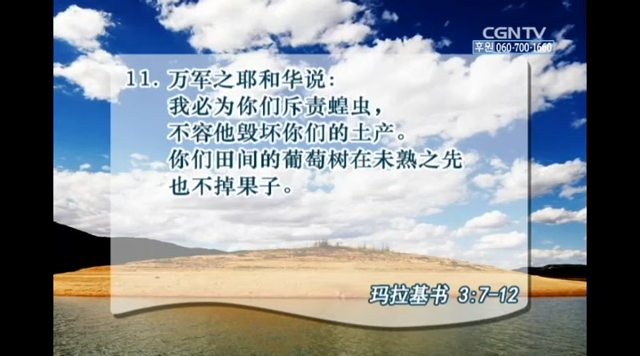 CGNTV
후원 060-700-1660
11. 万军之耶和华说：
我必为你们斥责蝗虫，
不容他毁坏你们的土产。
你们田间的葡萄树在未熟之先
也不掉果子。
玛拉基书 3:7-12